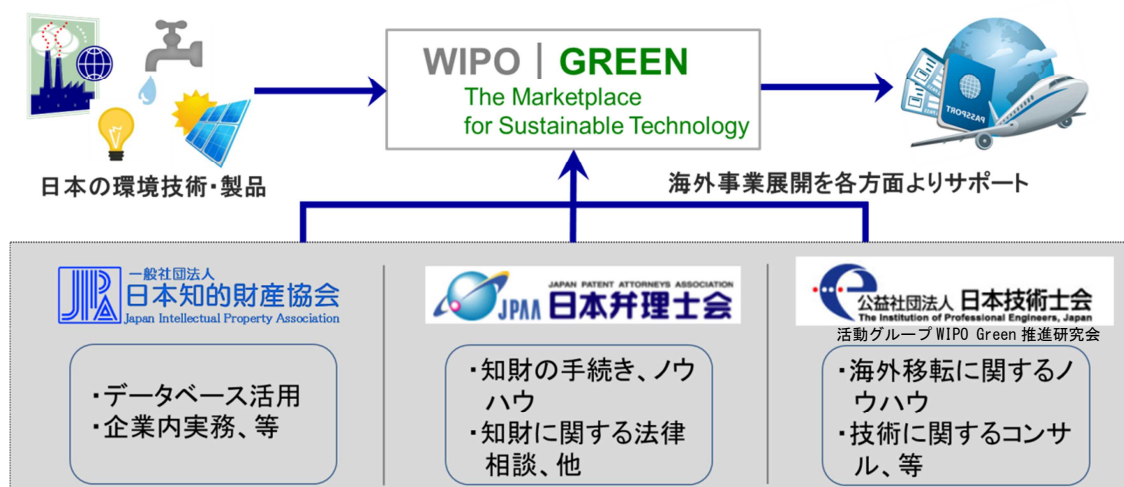 WIPO | GREEN
The Marketplace
for Sustainable Technology
PASSPORT
日本の環境技術・製品
海外事業展開を各方面よりサポート
一般社団法人
JIPA
日本知的財産協会
Japan Intellectual Property Association
JAPAN PATENT ATTORNEYS ASSOCIATION
JPAA 日本弁理士会
公益社団法人 日本技術士会
The Institution of Professional Engineers, Japan
活動グループWIPO Green 推進研究会
・データベース活用
・企業内実務、等
・知財の手続き、ノウ
ハウ
・知財に関する法律
相談、他
・海外移転に関するノ
ウハウ
・技術に関するコンサ
ル、等